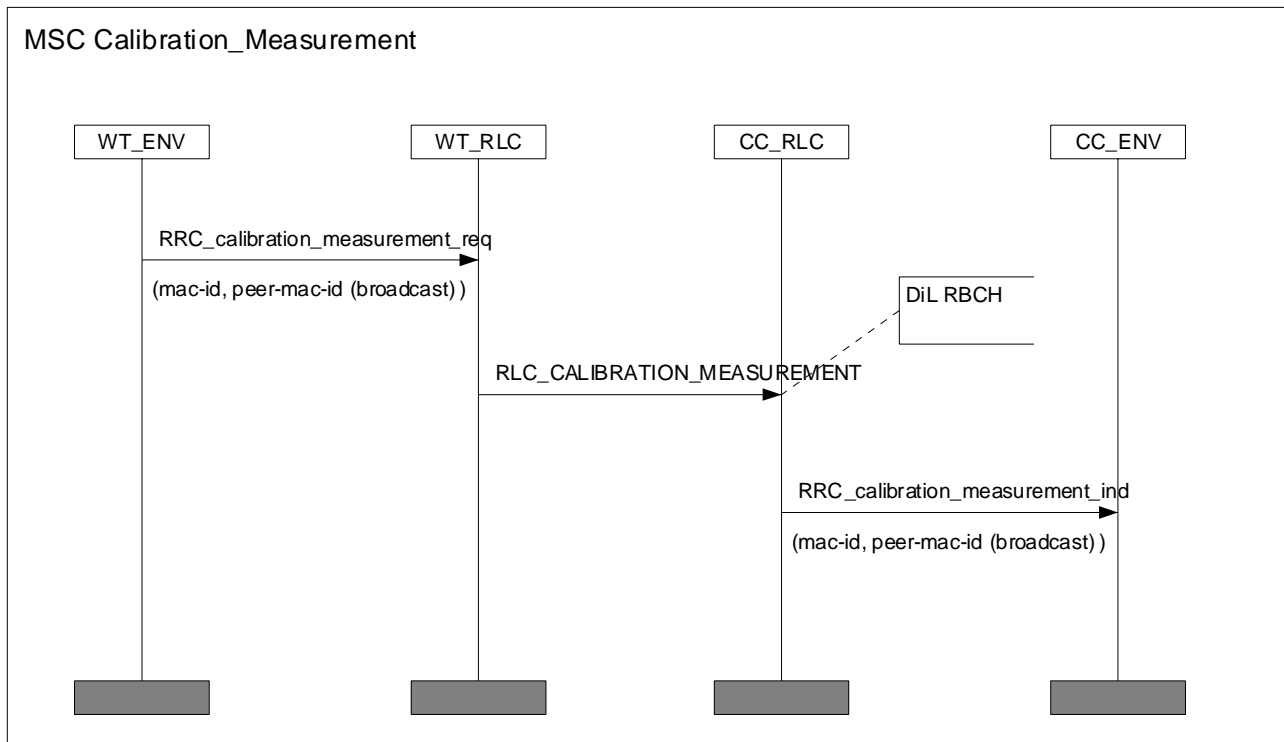 MSC Calibration_Measurement
WT_ENV
WT_RLC
CC_RLC
CC_ENV
RRC_calibration_measurement_req
(mac-id, peer-mac-id (broadcast) )
DiL RBCH
RLC_CALIBRATION_MEASUREMENT
RRC_calibration_measurement_ind
(mac-id, peer-mac-id (broadcast) )